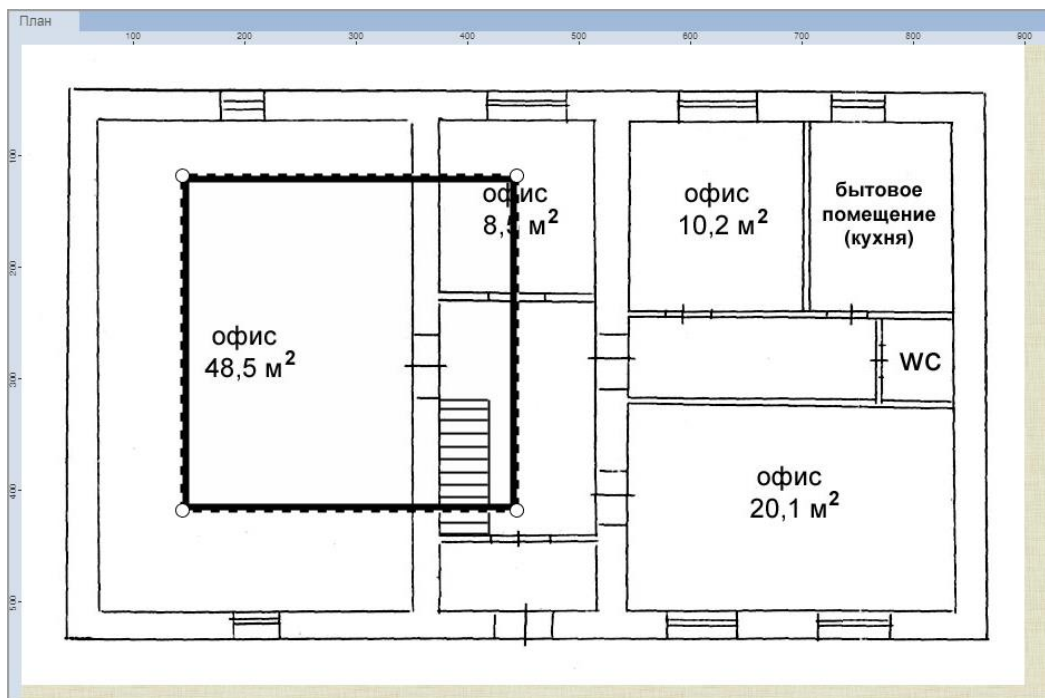 План
100 200 300 400 500 600 700 800 900
100
200
300
400
500
офис
8,5 м²
офис
10,2 м²
бытовое
помещение
(кухня)
офис
48,5 м²
WC
офис
20,1 м²